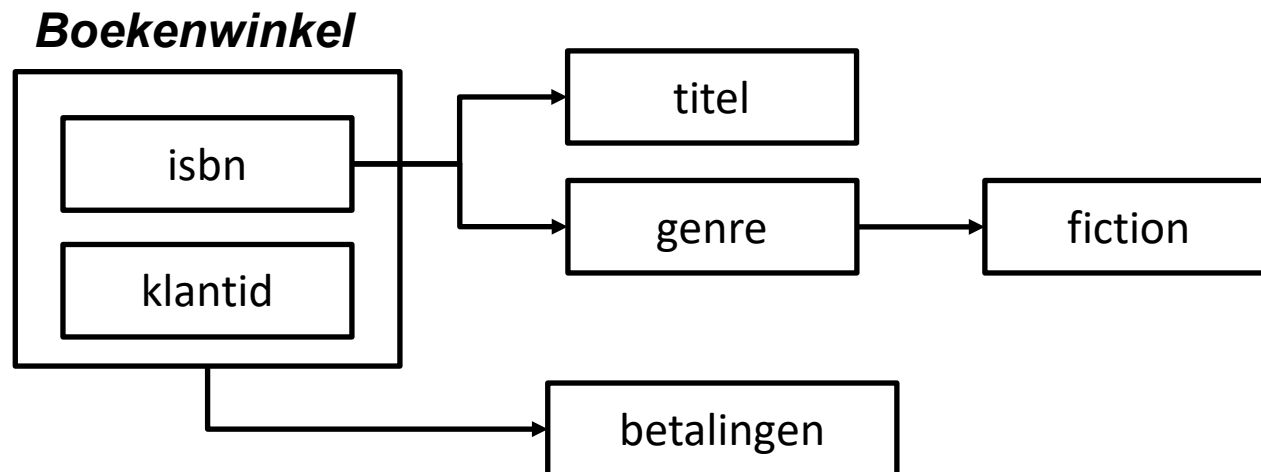 Boekenwinkel
isbn
klantid
titel
genre
fiction
betalingen